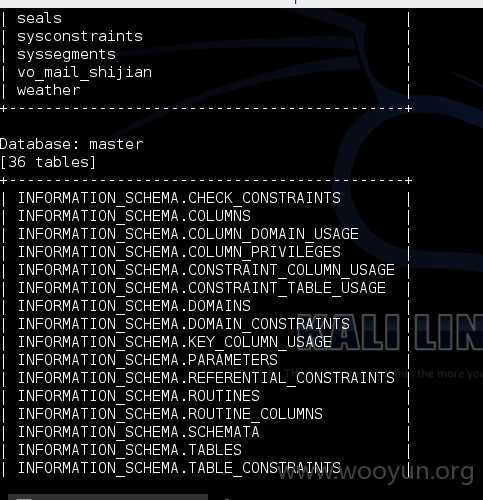 | seals |
| sysconstraints |
| syssegments |
| vo_mail_shijian |
| weather |
+--------------------------------------------+
Database: master
[36 tables]
+--------------------------------------------+
| INFORMATION_SCHEMA.CHECK_CONSTRAINTS |
| INFORMATION_SCHEMA.COLUMNS |
| INFORMATION_SCHEMA.COLUMN_DOMAIN_USAGE |
| INFORMATION_SCHEMA.COLUMN_PRIVILEGES |
| INFORMATION_SCHEMA.CONSTRAINT_COLUMN_USAGE |
| INFORMATION_SCHEMA.CONSTRAINT_TABLE_USAGE |
| INFORMATION_SCHEMA.DOMAINS |
| INFORMATION_SCHEMA.DOMAIN_CONSTRAINTS |
| INFORMATION_SCHEMA.KEY_COLUMN_USAGE |
| INFORMATION_SCHEMA.PARAMETERS |
| INFORMATION_SCHEMA.REFERENTIAL_CONSTRAINTS |
| INFORMATION_SCHEMA.ROUTINES |
| INFORMATION_SCHEMA.ROUTINE_COLUMNS |
| INFORMATION_SCHEMA.SCHEMATA |
| INFORMATION_SCHEMA.TABLES |
| INFORMATION_SCHEMA.TABLE_CONSTRAINTS |
KALI LIN
the more you
www.wooyun.org